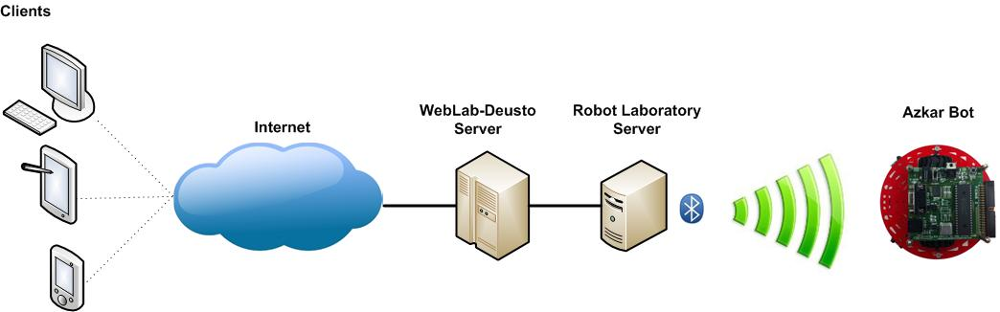 Clients
Internet
WebLab-Deusto
Server
Robot Laboratory
Server
Azkar Bot